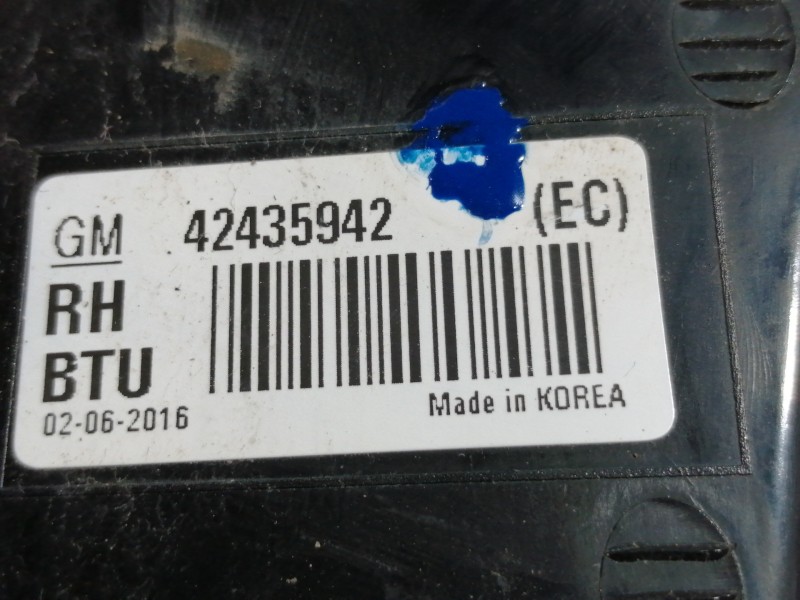 GM 42435942 (EC)
RH
BTU
02-06-2016 Made in KOREA